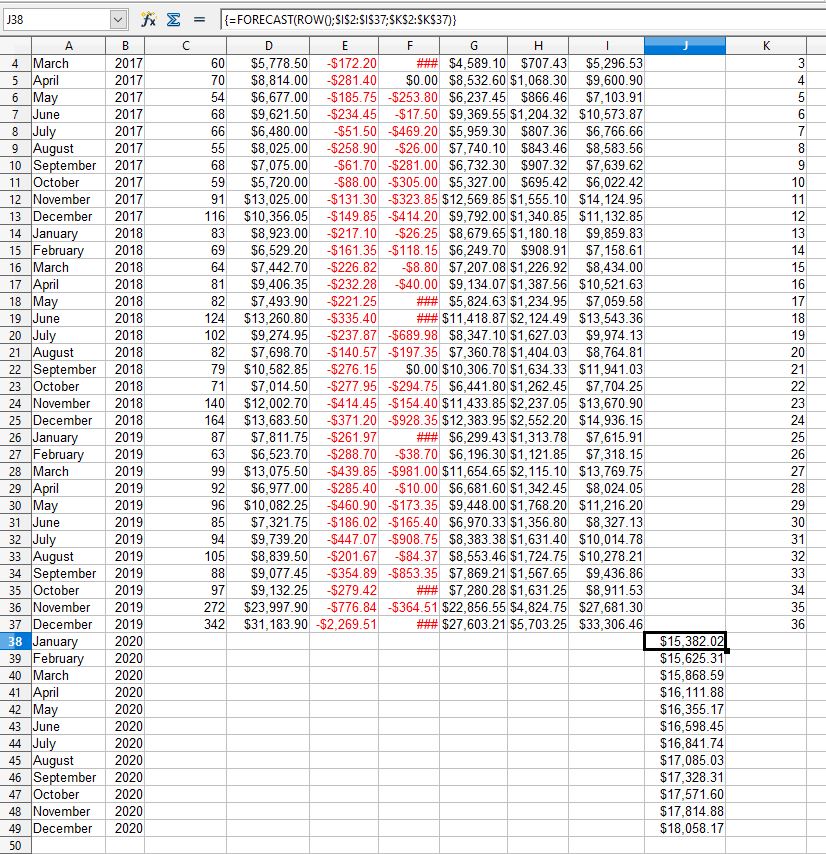 J38 fx Σ = {=FORECAST(ROW();$I$2:$I$37;$K$2:$K$37)}
A B C D E F G H I J K
4 March 2017 60 $5,778.50 -$172.20 ### $4,589.10 $707.43 $5,296.53 3
5 April 2017 70 $8,814.00 -$281.40 $0.00 $8,532.60 $1,068.30 $9,600.90 4
6 May 2017 54 $6,677.00 -$185.75 -$253.80 $6,237.45 $866.46 $7,103.91 5
7 June 2017 68 $9,621.50 -$234.45 -$17.50 $9,369.55 $1,204.32 $10,573.87 6
8 July 2017 66 $6,480.00 -$51.50 -$469.20 $5,959.30 $807.36 $6,766.66 7
9 August 2017 55 $8,025.00 -$258.90 -$26.00 $7,740.10 $843.46 $8,583.56 8
10 September 2017 68 $7,075.00 -$61.70 -$281.00 $6,732.30 $907.32 $7,639.62 9
11 October 2017 59 $5,720.00 -$88.00 -$305.00 $5,327.00 $695.42 $6,022.42 10
12 November 2017 91 $13,025.00 -$131.30 -$323.85 $12,569.85 $1,555.10 $14,124.95 11
13 December 2017 116 $10,356.05 -$149.85 -$414.20 $9,792.00 $1,340.85 $11,132.85 12
14 January 2018 83 $8,923.00 -$217.10 -$26.25 $8,679.65 $1,180.18 $9,859.83 13
15 February 2018 69 $6,529.20 -$161.35 -$118.15 $6,249.70 $908.91 $7,158.61 14
16 March 2018 64 $7,442.70 -$226.82 -$8.80 $7,207.08 $1,226.92 $8,434.00 15
17 April 2018 81 $9,406.35 -$232.28 -$40.00 $9,134.07 $1,387.56 $10,521.63 16
18 May 2018 82 $7,493.90 -$221.25 ### $5,824.63 $1,234.95 $7,059.58 17
19 June 2018 124 $13,260.80 -$335.40 ### $11,418.87 $2,124.49 $13,543.36 18
20 July 2018 102 $9,274.95 -$237.87 -$689.98 $8,347.10 $1,627.03 $9,974.13 19
21 August 2018 82 $7,698.70 -$140.57 -$197.35 $7,360.78 $1,404.03 $8,764.81 20
22 September 2018 79 $10,582.85 -$276.15 $0.00 $10,306.70 $1,634.33 $11,941.03 21
23 October 2018 71 $7,014.50 -$277.95 -$294.75 $6,441.80 $1,262.45 $7,704.25 22
24 November 2018 140 $12,002.70 -$414.45 -$154.40 $11,433.85 $2,237.05 $13,670.90 23
25 December 2018 164 $13,683.50 -$371.20 -$928.35 $12,383.95 $2,552.20 $14,936.15 24
26 January 2019 87 $7,811.75 -$261.97 ### $6,299.43 $1,313.78 $7,615.91 25
27 February 2019 63 $6,523.70 -$288.70 -$38.70 $6,196.30 $1,121.85 $7,318.15 26
28 March 2019 99 $13,075.50 -$439.85 -$981.00 $11,654.65 $2,115.10 $13,769.75 27
29 April 2019 92 $6,977.00 -$285.40 -$10.00 $6,681.60 $1,342.45 $8,024.05 28
30 May 2019 96 $10,082.25 -$460.90 -$173.35 $9,448.00 $1,768.20 $11,216.20 29
31 June 2019 85 $7,321.75 -$186.02 -$165.40 $6,970.33 $1,356.80 $8,327.13 30
32 July 2019 94 $9,739.20 -$447.07 -$908.75 $8,383.38 $1,631.40 $10,014.78 31
33 August 2019 105 $8,839.50 -$201.67 -$84.37 $8,553.46 $1,724.75 $10,278.21 32
34 September 2019 88 $9,077.45 -$354.89 -$853.35 $7,869.21 $1,567.65 $9,436.86 33
35 October 2019 97 $9,132.25 -$279.42 ### $7,280.28 $1,631.25 $8,911.53 34
36 November 2019 272 $23,997.90 -$776.84 -$364.51 $22,856.55 $4,824.75 $27,681.30 35
37 December 2019 342 $31,183.90 -$2,269.51 ### $27,603.21 $5,703.25 $33,306.46 36
38 January 2020 $15,382.02
39 February 2020 $15,625.31
40 March 2020 $15,868.59
41 April 2020 $16,111.88
42 May 2020 $16,355.17
43 June 2020 $16,598.45
44 July 2020 $16,841.74
45 August 2020 $17,085.03
46 September 2020 $17,328.31
47 October 2020 $17,571.60
48 November 2020 $17,814.88
49 December 2020 $18,058.17
50